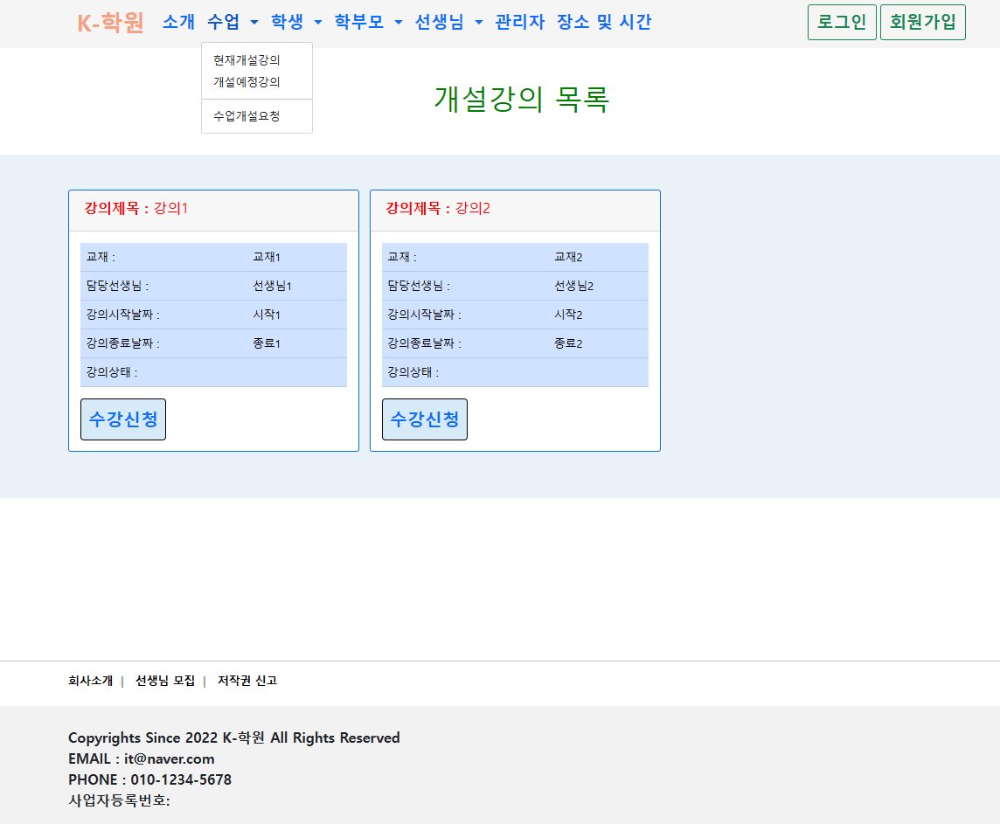 K-학원 소개 수업 학생 학부모 선생님 관리자 장소 및 시간 로그인 회원가입
현재개설강의
개설예정강의
수업개설요청
개설강의 목록
강의제목 : 강의1
교재 : 교재1
담당선생님 : 선생님1
강의시작날짜 : 시작1
강의종료날짜 : 종료1
강의상태 :
수강신청
강의제목 : 강의2
교재 : 교재2
담당선생님 : 선생님2
강의시작날짜 : 시작2
강의종료날짜 : 종료2
강의상태 :
수강신청
회사소개 | 선생님 모집 | 저작권 신고
Copyrights Since 2022 K-학원 All Rights Reserved
EMAIL : it@naver.com
PHONE : 010-1234-5678
사업자등록번호: